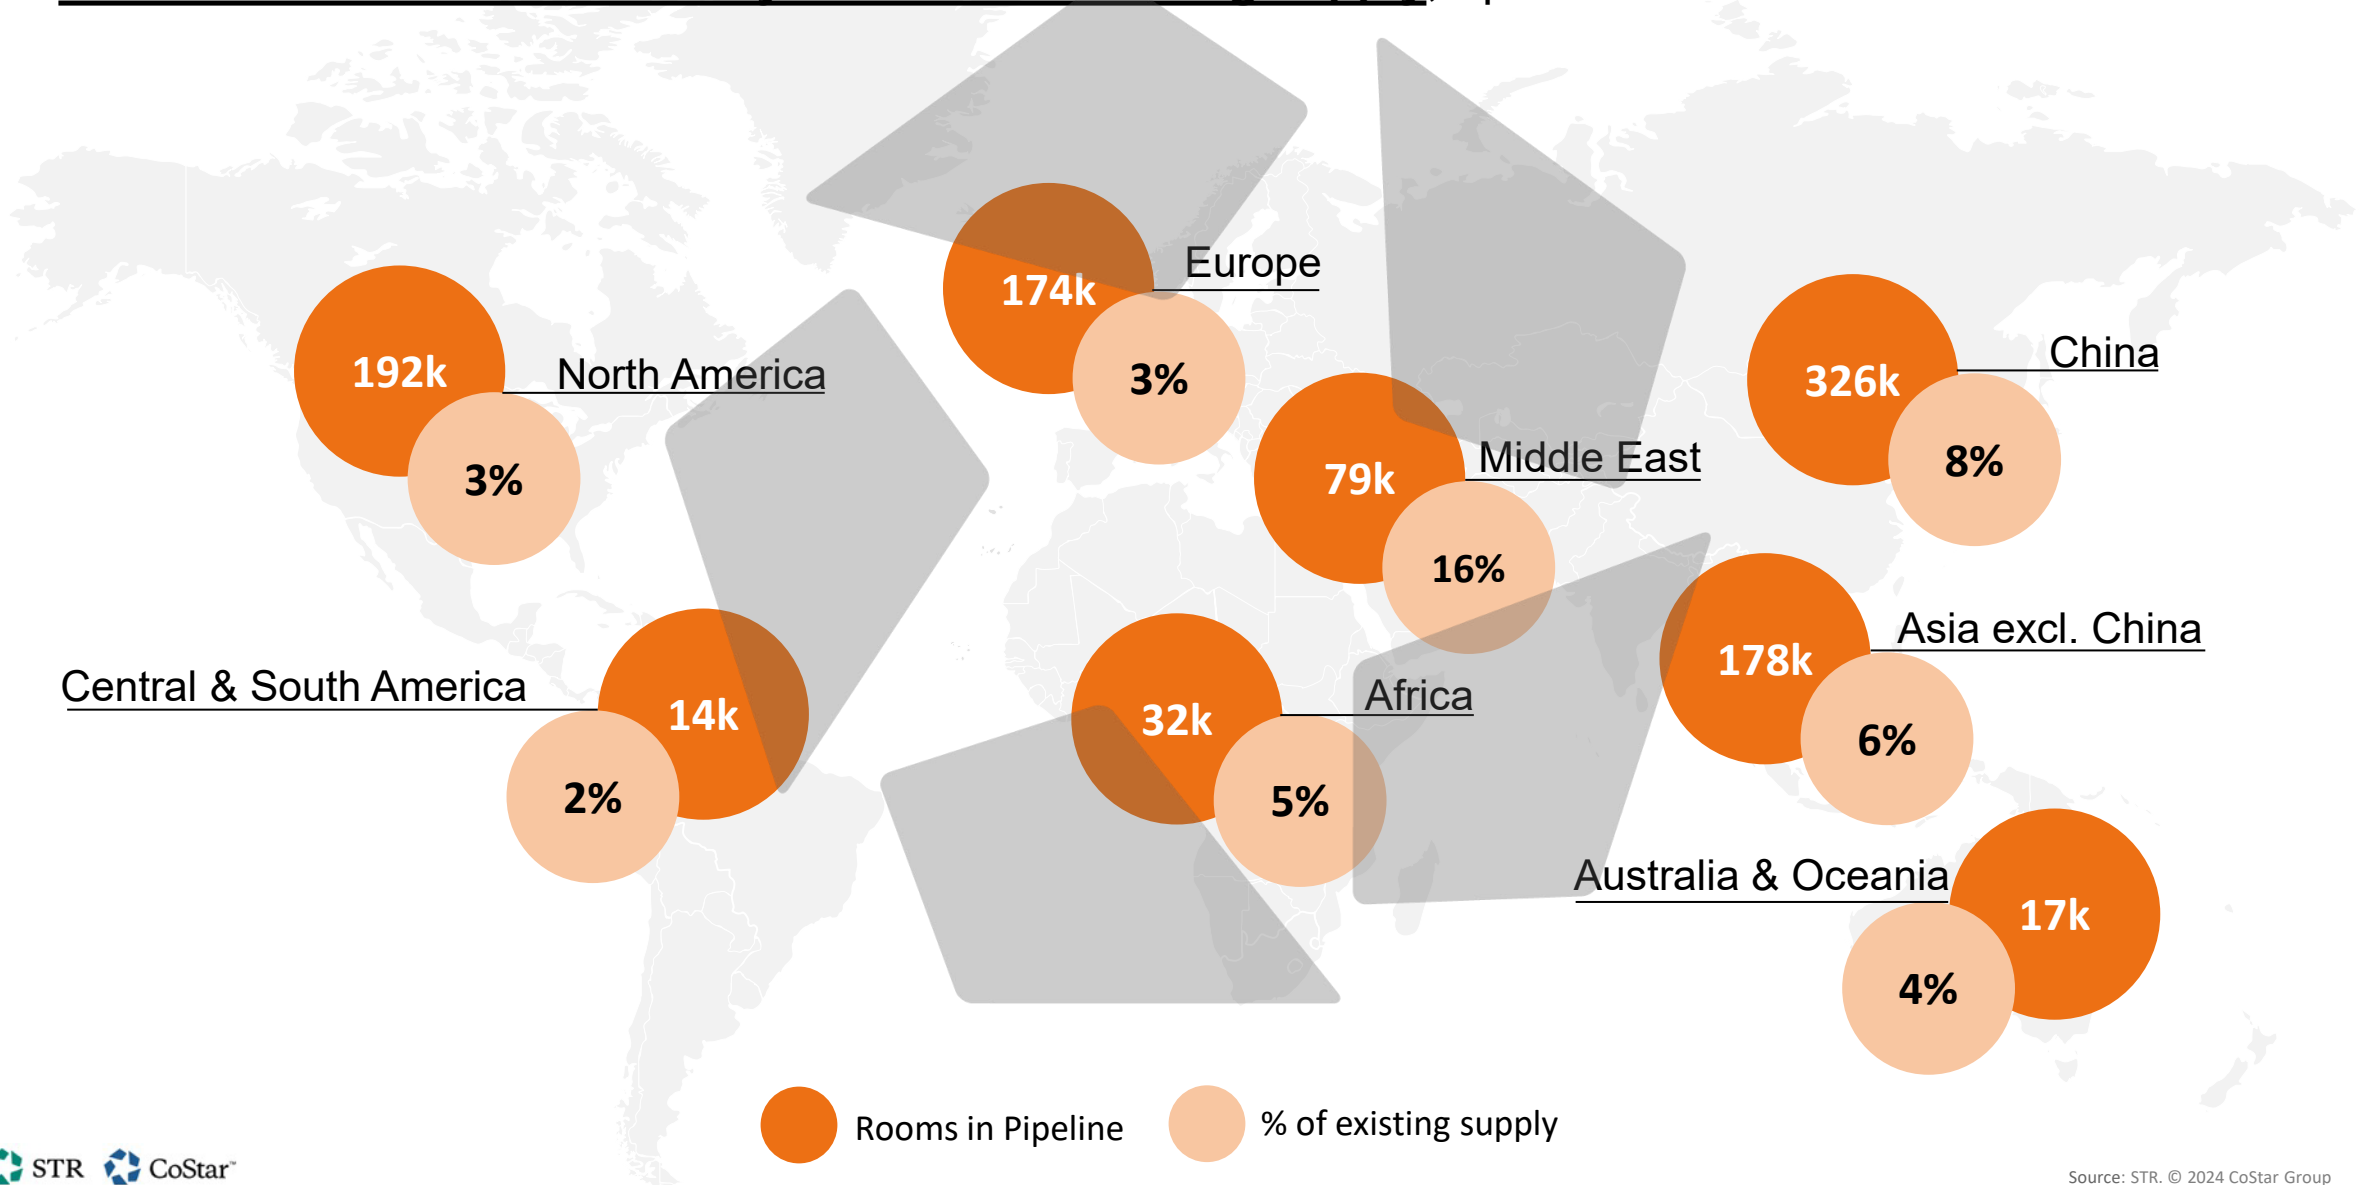 174k
Europe
3%
192k
North America
3%
326k
China
8%
79k
Middle East
16%
Central & South America
14k
2%
32k
Africa
5%
178k
Asia excl. China
6%
Australia & Oceania
17k
4%
Rooms in Pipeline
% of existing supply
STR
CoStar™
Source: STR. © 2024 CoStar Group